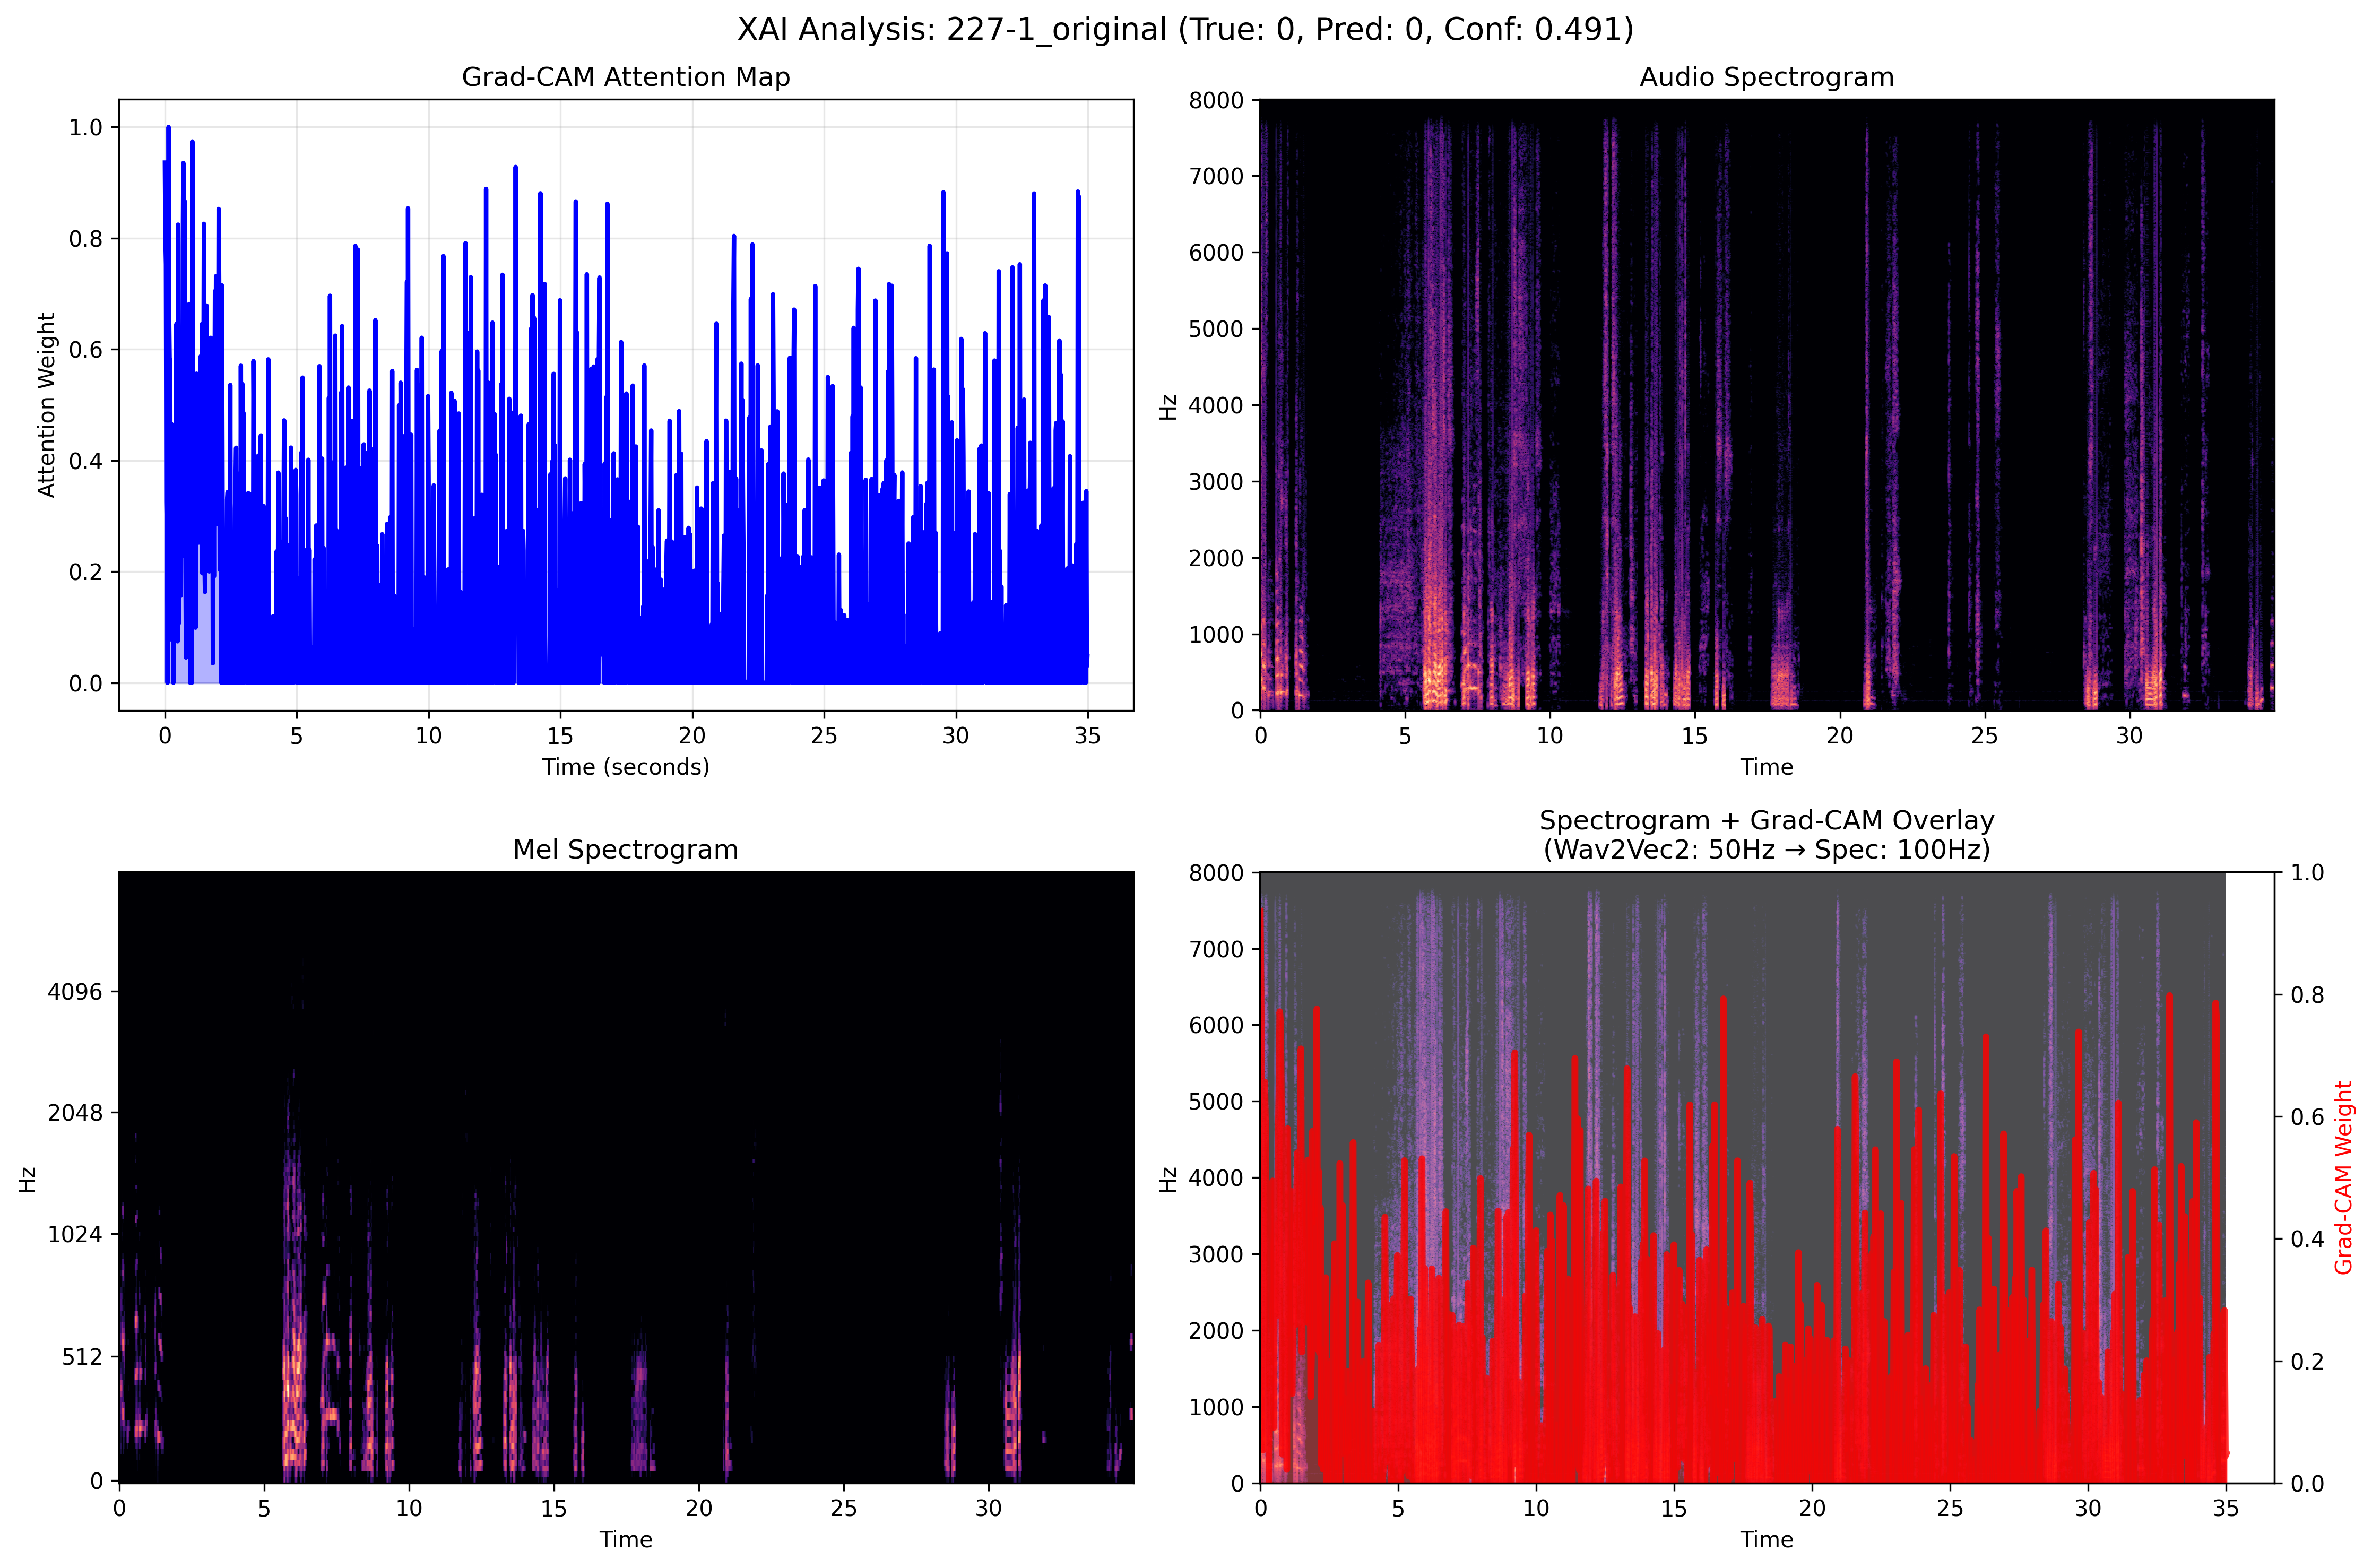 XAI Analysis: 227-1_original (True: 0, Pred: 0, Conf: 0.491)
Grad-CAM Attention Map
1.0
0.8
0.6
0.4
0.2
0.0
Attention Weight
0 5 10 15 20 25 30 35
Time (seconds)
Audio Spectrogram
8000
7000
6000
5000
4000
3000
2000
1000
0
Hz
0 5 10 15 20 25 30
Time
Mel Spectrogram
4096
2048
1024
512
0
Hz
0 5 10 15 20 25 30
Time
Spectrogram + Grad-CAM Overlay
(Wav2Vec2: 50Hz → Spec: 100Hz)
8000
7000
6000
5000
4000
3000
2000
1000
0
Hz
0 5 10 15 20 25 30 35
Time
1.0
0.8
0.6
0.4
0.2
0.0
Grad-CAM Weight